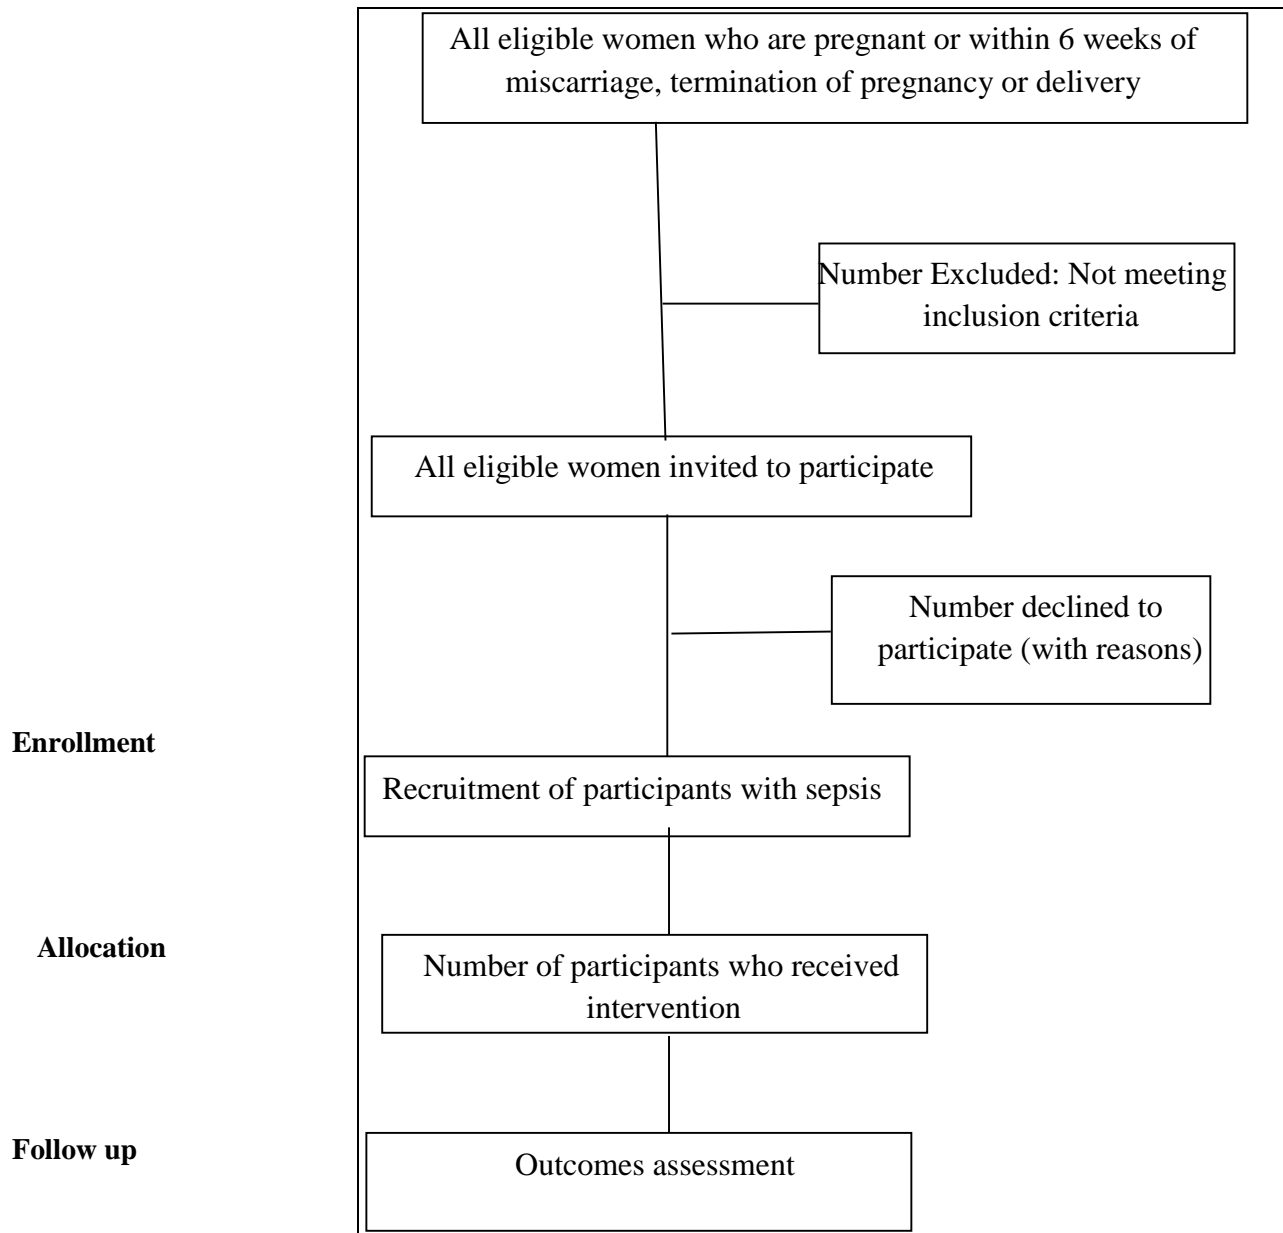 All eligible women who are pregnant or within 6 weeks of
miscarriage, termination of pregnancy or delivery
Number Excluded: Not meeting
inclusion criteria
All eligible women invited to participate
Number declined to
participate (with reasons)
Enrollment
Recruitment of participants with sepsis
Allocation
Number of participants who received
intervention
Follow up
Outcomes assessment